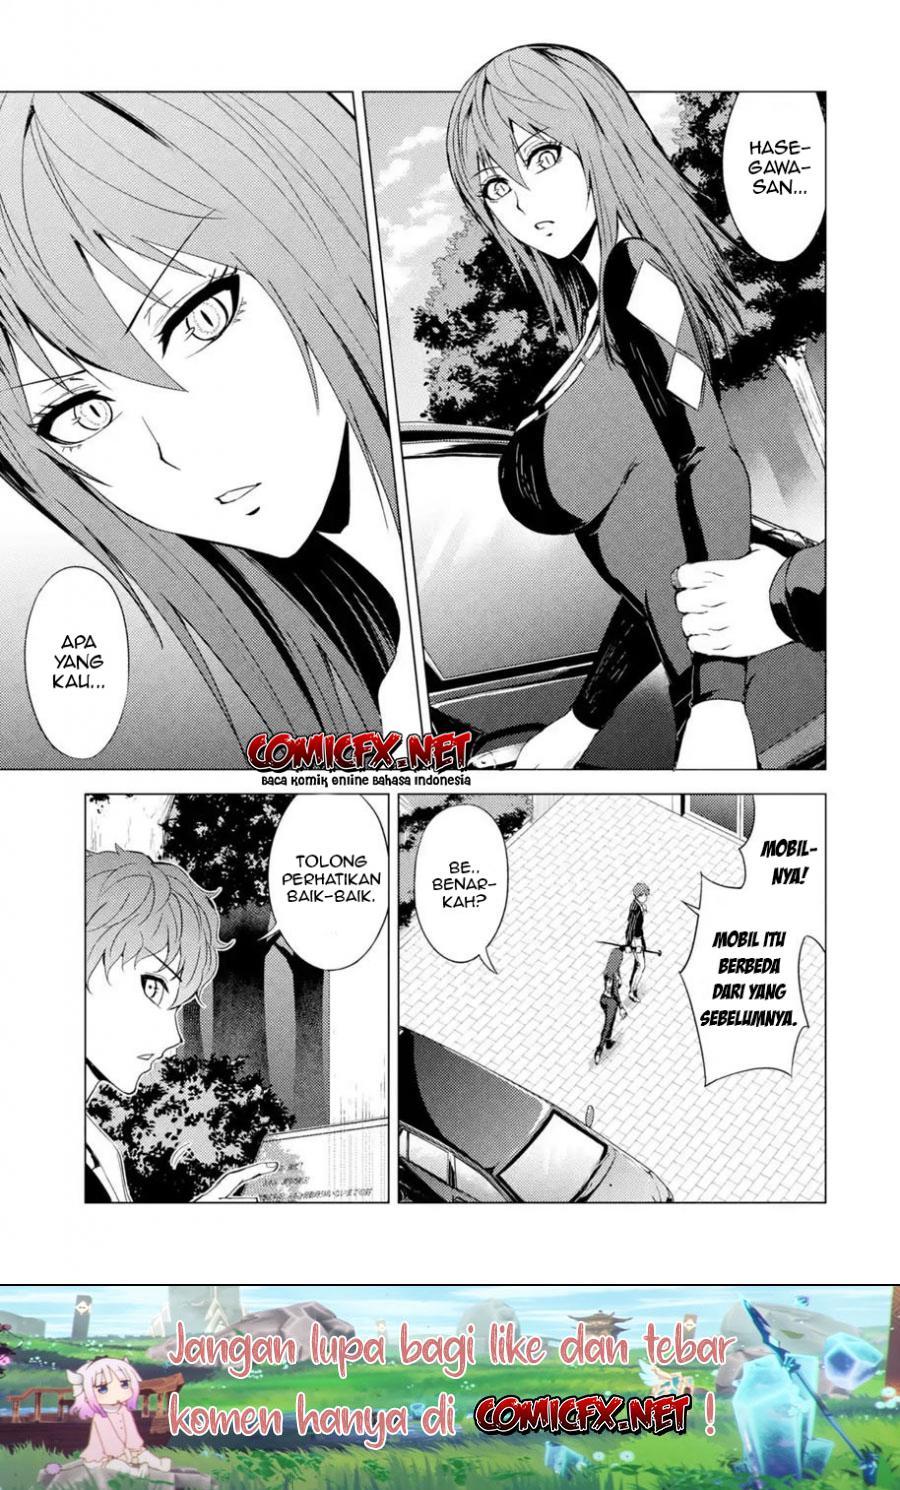 HASE-
GAWA-
SAN...
APA
YANG
KAU...
COMICFX.NET
Baca Komik Online Bahasa Indonesia
MOBIL-
NYA!
MOBIL ITU
BERBEDA
DARI YANG
SEBELUMNYA.
BE..
BENAR-
KAH?
TOLONG
PERHATIKAN
BAIK-BAIK.
Jangan lupa bagi like dan tebar
komen hanya di COMICFX.NET !